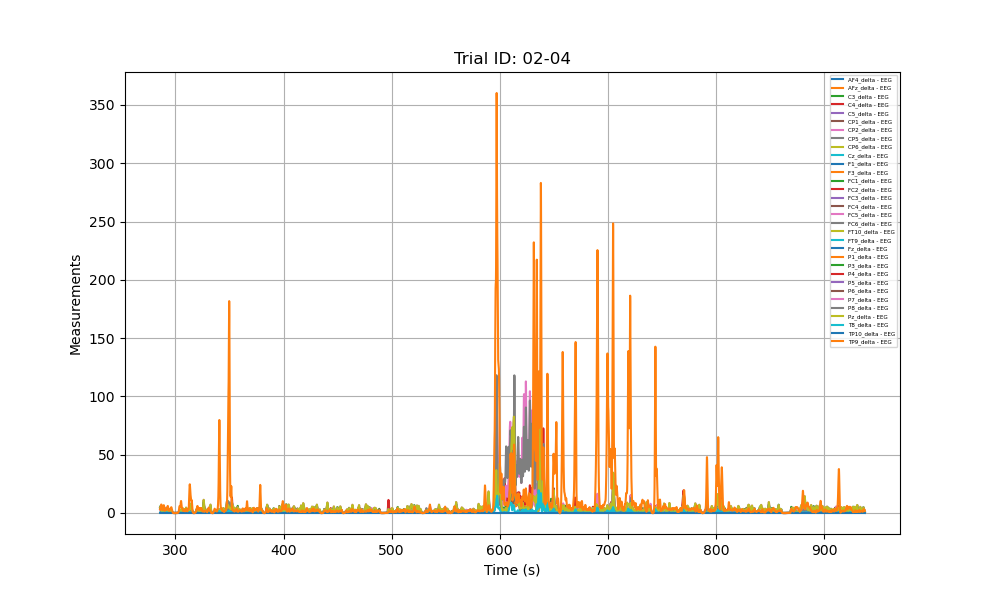 Trial ID: 02-04
Measurements
350
300
250
200
150
100
50
0
300 400 500 600 700 800 900
Time (s)
AF4_delta - EEG
AFz_delta - EEG
C3_delta - EEG
C4_delta - EEG
C5_delta - EEG
CP1_delta - EEG
CP2_delta - EEG
CP5_delta - EEG
CP6_delta - EEG
Cz_delta - EEG
F1_delta - EEG
F3_delta - EEG
FC1_delta - EEG
FC2_delta - EEG
FC3_delta - EEG
FC4_delta - EEG
FC5_delta - EEG
FC6_delta - EEG
FT10_delta - EEG
FT9_delta - EEG
Fz_delta - EEG
P1_delta - EEG
P3_delta - EEG
P4_delta - EEG
P5_delta - EEG
P6_delta - EEG
P7_delta - EEG
P8_delta - EEG
Pz_delta - EEG
T8_delta - EEG
TP10_delta - EEG
TP9_delta - EEG